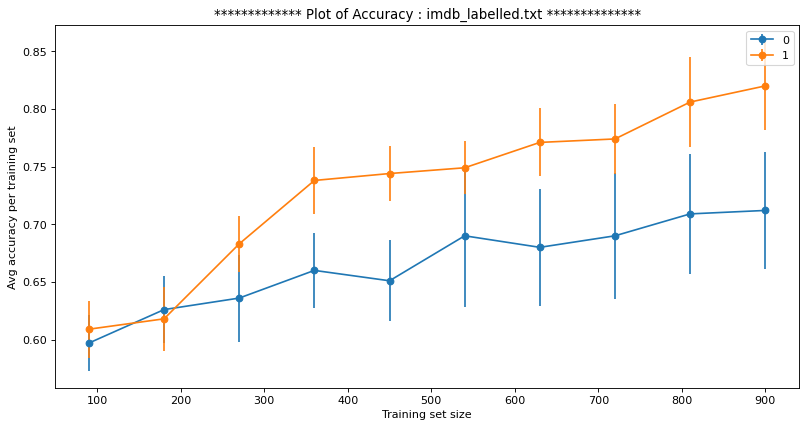 ************* Plot of Accuracy : imdb_labelled.txt **************
0
1
Avg accuracy per training set
0.85
0.80
0.75
0.70
0.65
0.60
100 200 300 400 500 600 700 800 900
Training set size